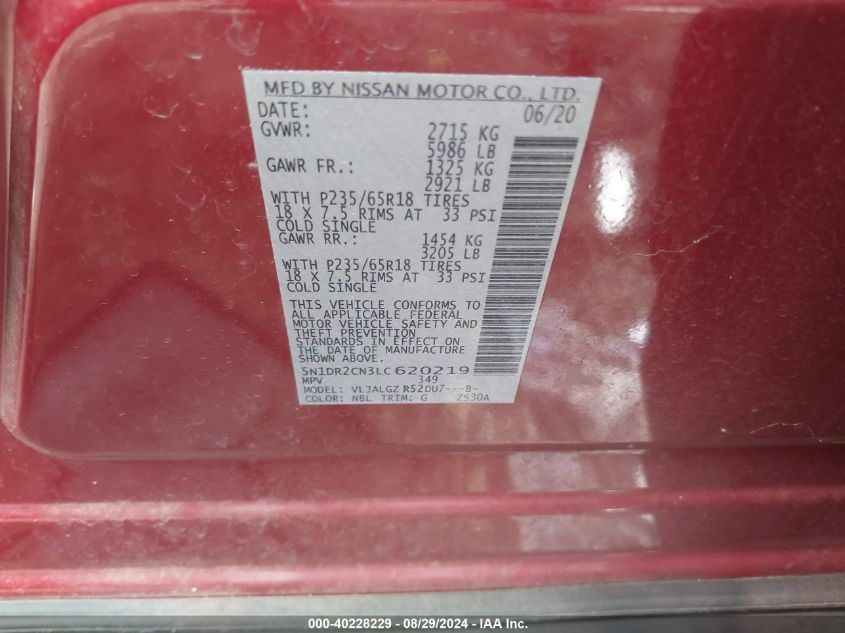 MFD BY NISSAN MOTOR CO., LTD.
DATE: 06/20
GVWR: 2715 KG
5986 LB
GAWR FR.: 1325 KG
2921 LB
WITH P235/65R18 TIRES
18 X 7.5 RIMS AT 33 PSI
COLD SINGLE
GAWR RR.: 1454 KG
3205 LB
WITH P235/65R18 TIRES
18 X 7.5 RIMS AT 33 PSI
COLD SINGLE
THIS VEHICLE CONFORMS TO
ALL APPLICABLE FEDERAL
MOTOR VEHICLE SAFETY AND
THEFT PREVENTION
STANDARDS IN EFFECT ON THE
DATE OF MANUFACTURE
SHOWN ABOVE.
5N1DR2CN3LC620219
MPV 349
MODEL: VLJALGZ R52DU7---B-
COLOR: NBL TRIM: G ZS30A
000-40228229 - 08/29/2024 - IAA Inc.